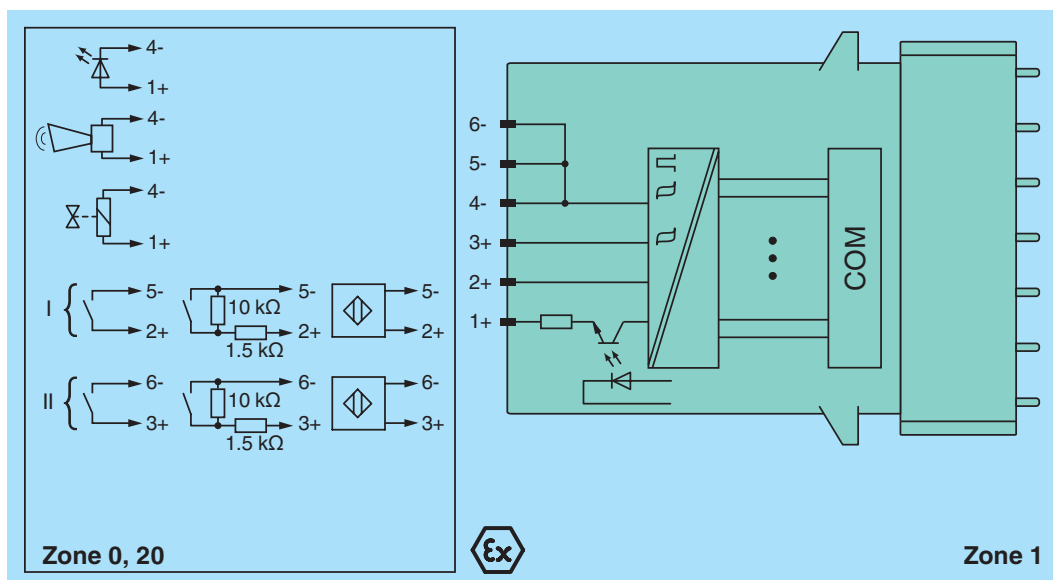 4-
1+
4-
1+
4-
1+
I
5-
2+
10 kΩ
1.5 kΩ
5-
2+
5-
2+
II
6-
3+
10 kΩ
1.5 kΩ
6-
3+
6-
3+
Zone 0, 20
6-
5-
4-
3+
2+
1+
COM
Ex
Zone 1